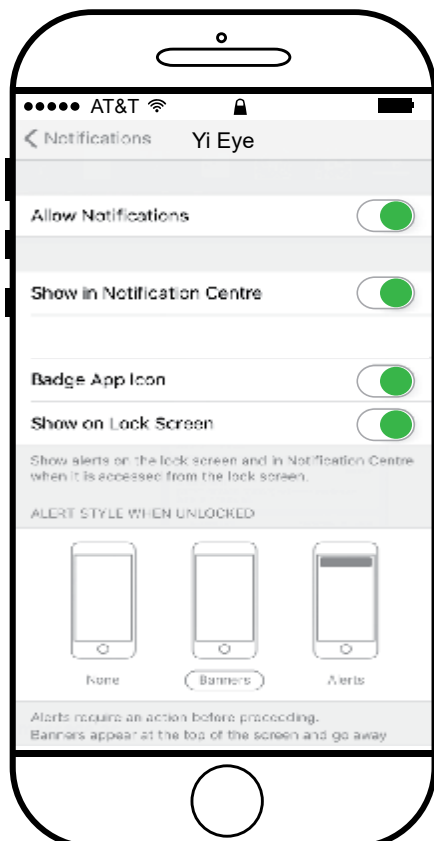 AT&T
Notifications Yi Eye
Allow Notifications
Show in Notification Centre
Badge App Icon
Show on Lock Screen
Show alerts on the lock screen and in Notification Centre
when it is accessed from the lock screen.
ALERT STYLE WHEN UNLOCKED
None Banners Alerts
Alerts require an action before proceeding.
Banners appear at the top of the screen and go away